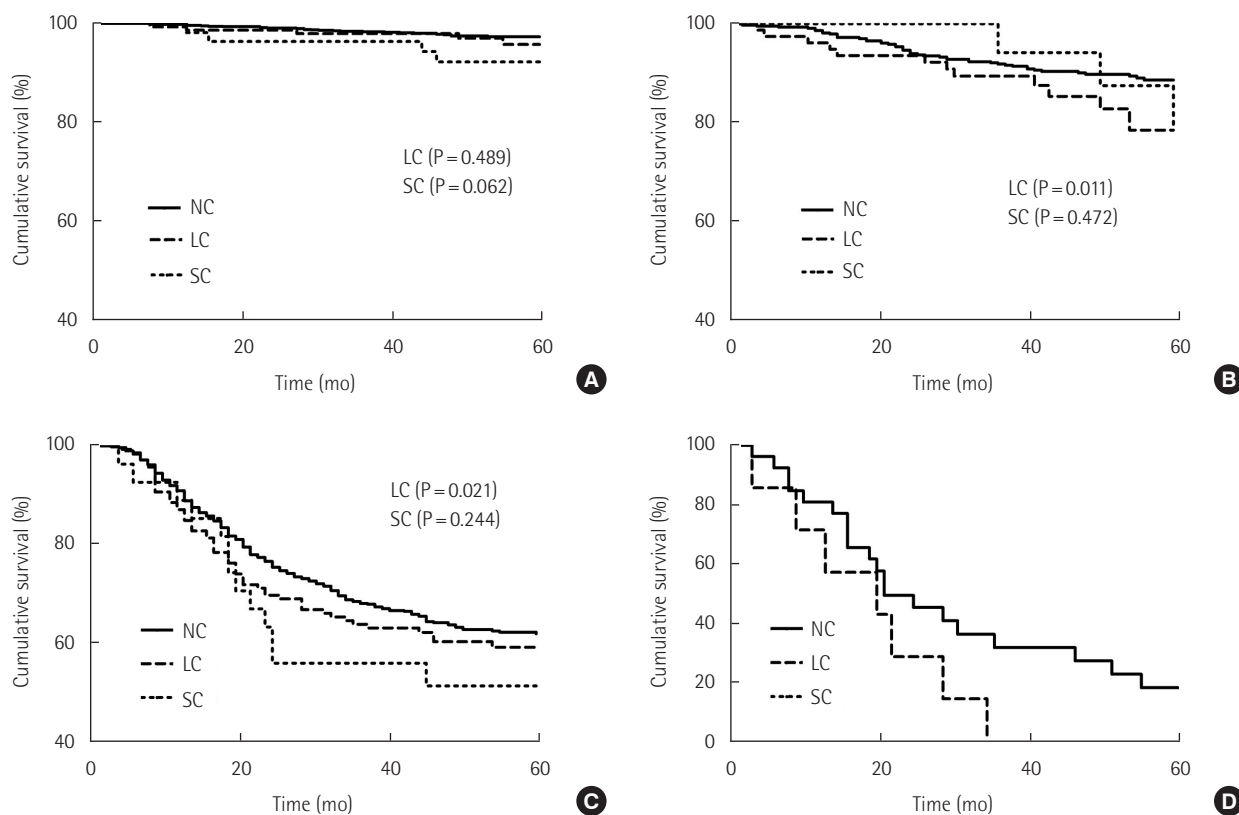 100
80
60
40
Cumulative survival (%)
LC (P=0.489)
SC (P=0.062)
NC
LC
SC
0
20
40
60
Time (mo)
A
100
80
60
40
Cumulative survival (%)
LC (P=0.011)
SC (P=0.472)
NC
LC
SC
0
20
40
60
Time (mo)
B
100
80
60
40
Cumulative survival (%)
LC (P=0.021)
SC (P=0.244)
NC
LC
SC
0
20
40
60
Time (mo)
C
100
80
60
40
20
0
Cumulative survival (%)
NC
LC
SC
0
20
40
60
Time (mo)
D